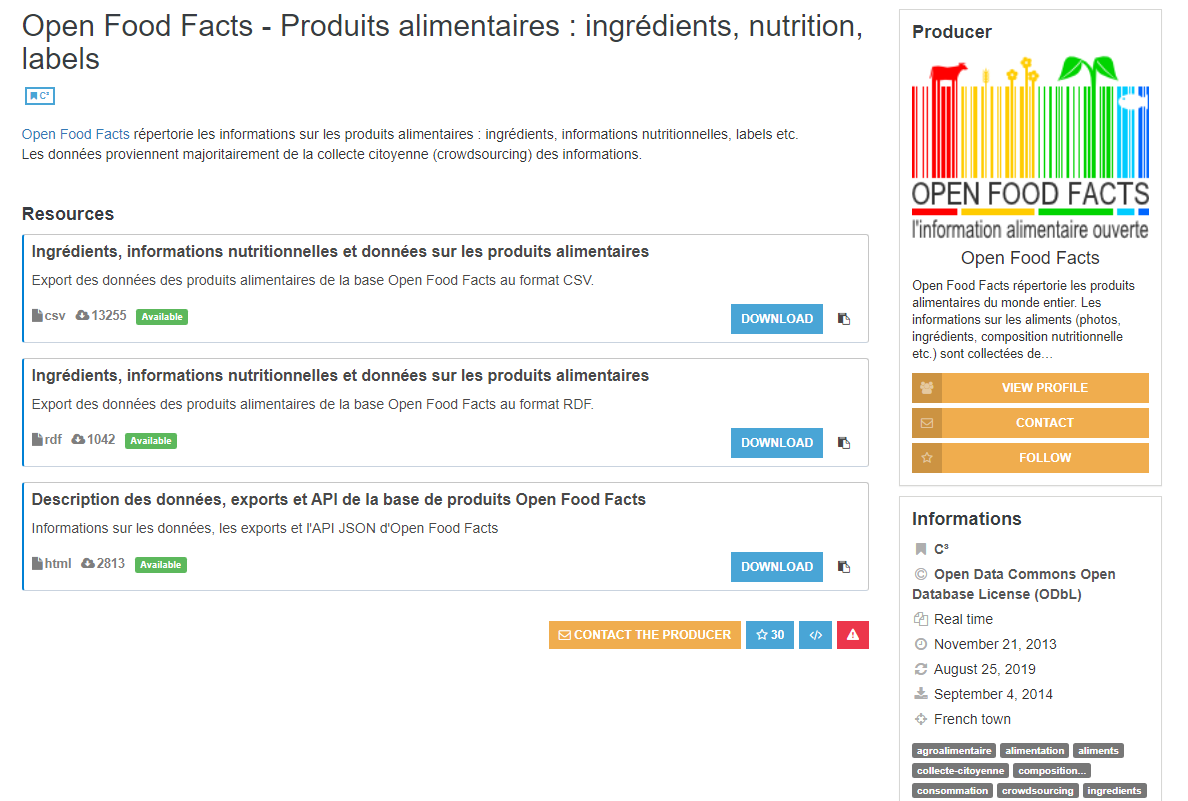 Open Food Facts - Produits alimentaires : ingrédients, nutrition,
labels
C³
Open Food Facts répertorie les informations sur les produits alimentaires : ingrédients, informations nutritionnelles, labels etc.
Les données proviennent majoritairement de la collecte citoyenne (crowdsourcing) des informations.
Resources
Ingrédients, informations nutritionnelles et données sur les produits alimentaires
Export des données des produits alimentaires de la base Open Food Facts au format CSV.
csv 13255 Available
DOWNLOAD
Ingrédients, informations nutritionnelles et données sur les produits alimentaires
Export des données des produits alimentaires de la base Open Food Facts au format RDF.
rdf 1042 Available
DOWNLOAD
Description des données, exports et API de la base de produits Open Food Facts
Informations sur les données, les exports et l'API JSON d'Open Food Facts
html 2813 Available
DOWNLOAD
CONTACT THE PRODUCER 30 </>
Producer
OPEN FOOD FACTS
l'information alimentaire ouverte
Open Food Facts
Open Food Facts répertorie les produits
alimentaires du monde entier. Les
informations sur les aliments (photos,
ingrédients, composition nutritionnelle
etc.) sont collectées de…
VIEW PROFILE
CONTACT
FOLLOW
Informations
C³
© Open Data Commons Open
Database License (ODbL)
Real time
November 21, 2013
August 25, 2019
September 4, 2014
French town
agroalimentaire alimentation aliments
collecte-citoyenne composition...
consommation crowdsourcing ingredients